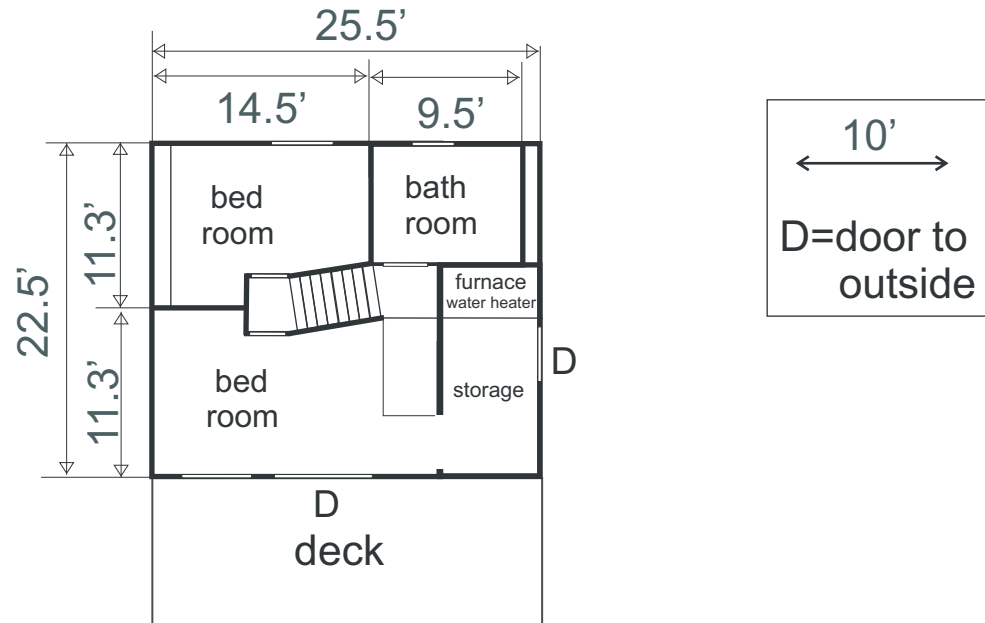 25.5’
14.5’
9.5’
10’
bed
room
bath
room
D=door to
outside
22.5’
11.3’
11.3’
furnace
water heater
bed
room
storage
D
D
deck